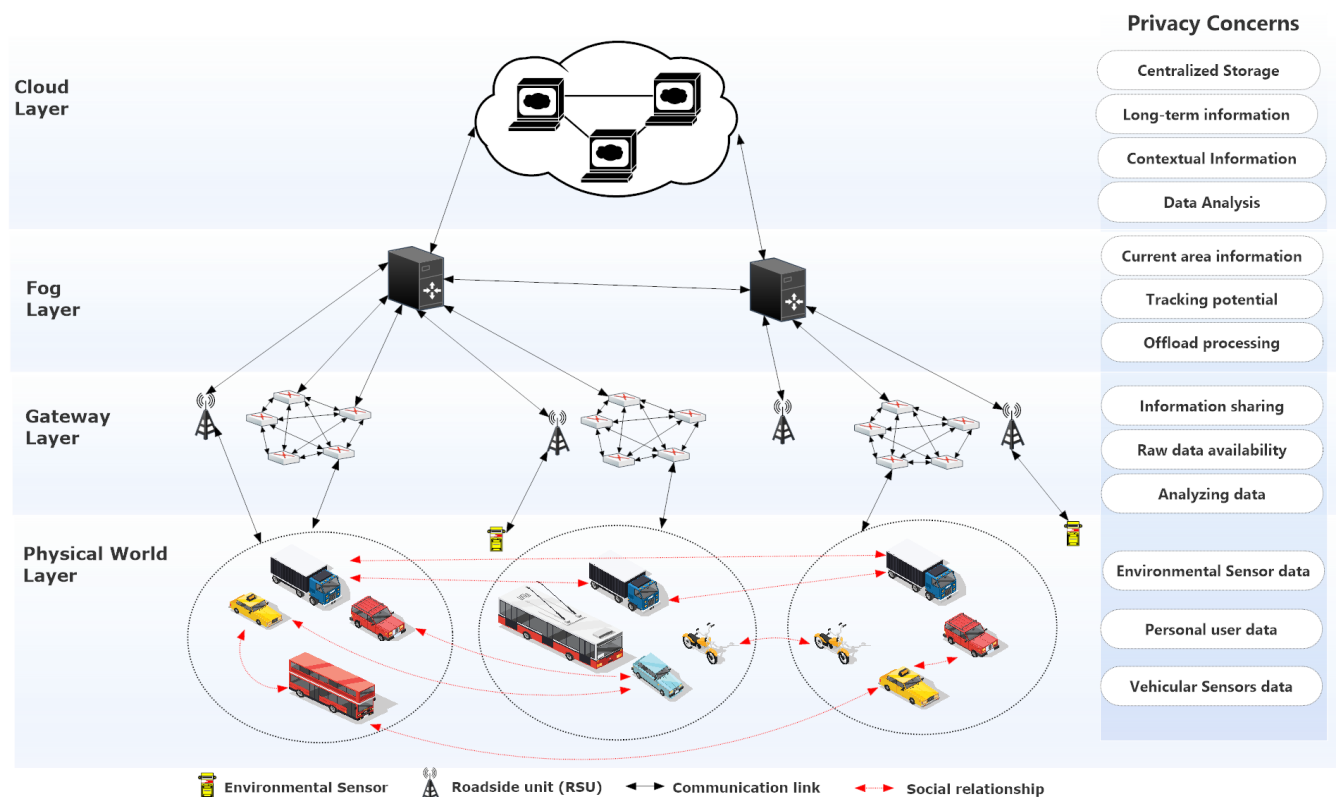 Privacy Concerns
Cloud
Layer
Centralized Storage
Long-term information
Contextual Information
Data Analysis
Fog
Layer
Current area information
Tracking potential
Offload processing
Gateway
Layer
Information sharing
Raw data availability
Analyzing data
Physical World
Layer
Environmental Sensor data
Personal user data
Vehicular Sensors data
Environmental Sensor
Roadside unit (RSU)
Communication link
Social relationship